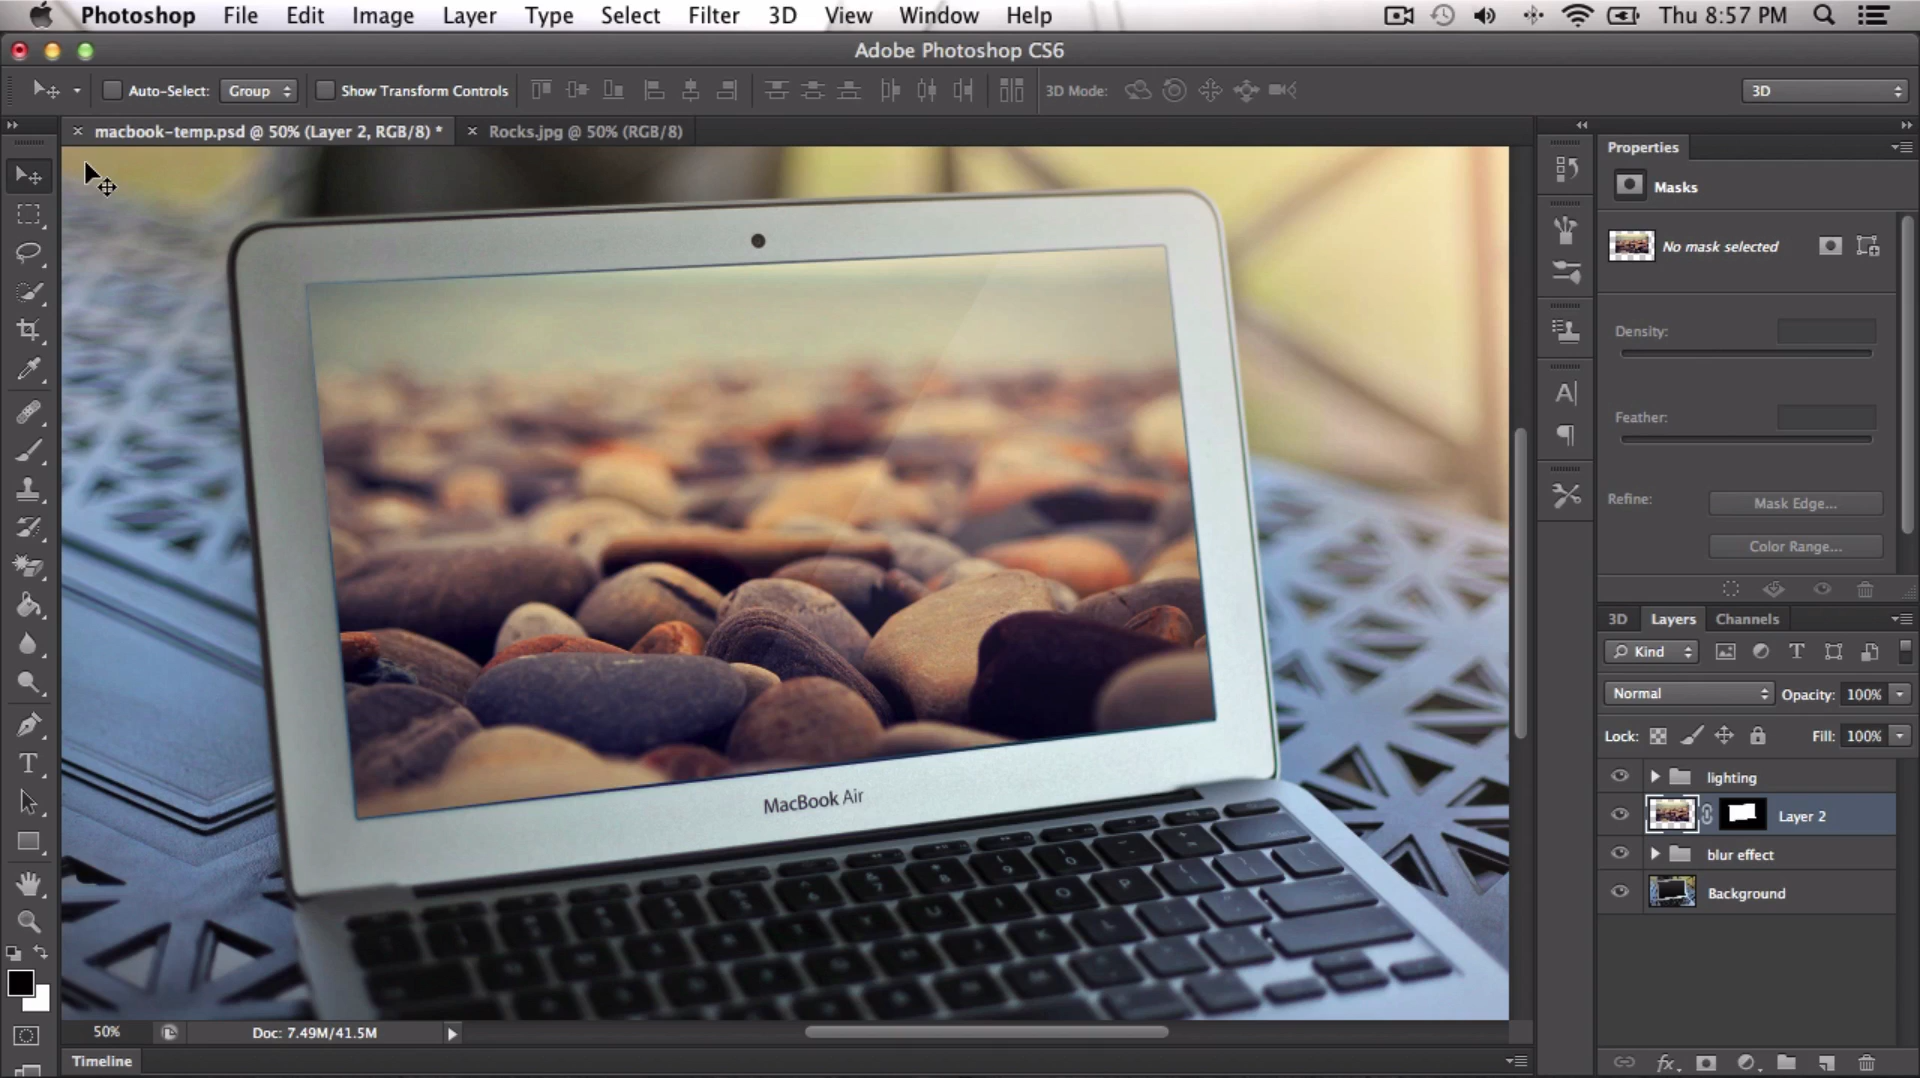 Photoshop File Edit Image Layer Type Select Filter 3D View Window Help Thu 8:57 PM
Adobe Photoshop CS6
Auto-Select: Group Show Transform Controls 3D Mode: 3D
macbook-temp.psd @ 50% (Layer 2, RGB/8) * Rocks.jpg @ 50% (RGB/8)
Properties
Masks
No mask selected
Density:
Feather:
Refine: Mask Edge...
Color Range...
3D Layers Channels
Kind
Normal Opacity: 100%
Lock: Fill: 100%
lighting
Layer 2
blur effect
Background
MacBook Air
50% Doc: 7.49M/41.5M
Timeline